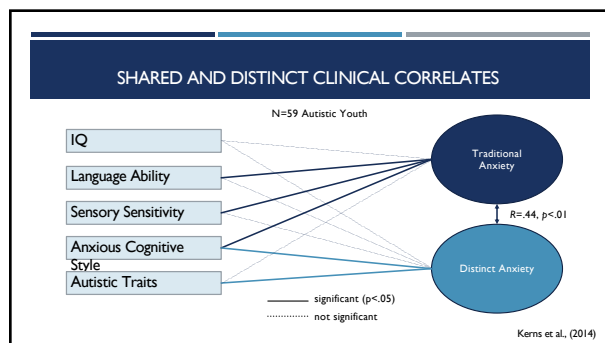 SHARED AND DISTINCT CLINICAL CORRELATES
N=59 Autistic Youth
IQ
Language Ability
Sensory Sensitivity
Anxious Cognitive
Style
Autistic Traits
Traditional
Anxiety
R=.44, p<.01
Distinct Anxiety
significant (p<.05)
not significant
Kerns et al., (2014)